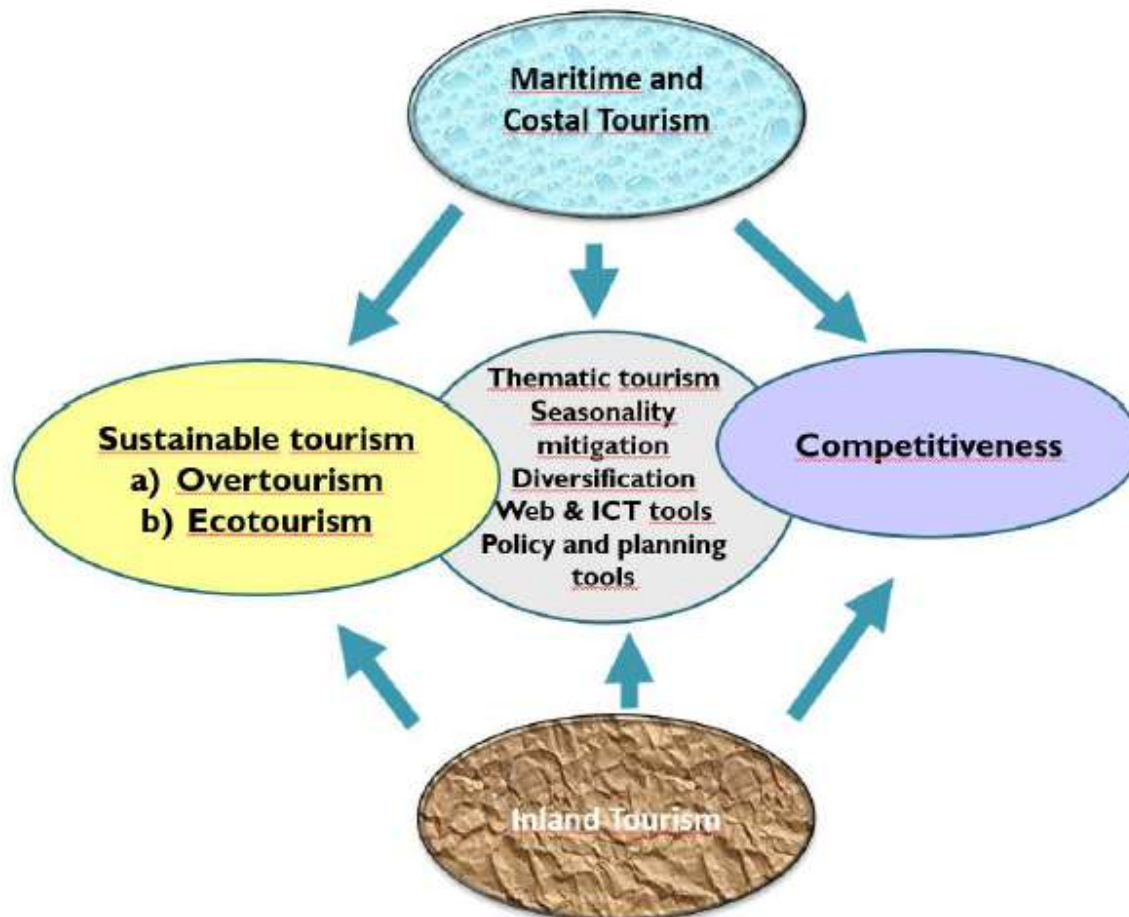 Maritime and
Costal Tourism
Sustainable tourism
a) Overtourism
b) Ecotourism
Thematic tourism
Seasonality
mitigation
Diversification
Web & ICT tools
Policy and planning
tools
Competitiveness
Inland Tourism